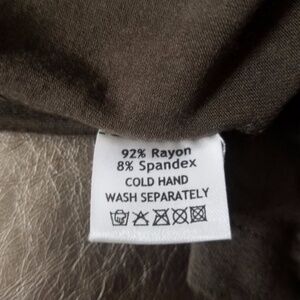 92% Rayon
8% Spandex
COLD HAND
WASH SEPARATELY